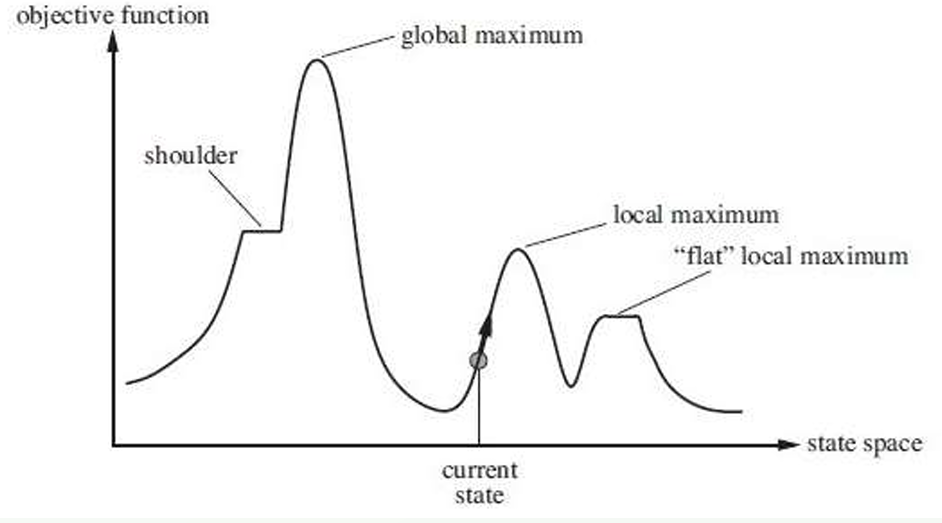 objective function
global maximum
shoulder
local maximum
“flat” local maximum
state space
current
state